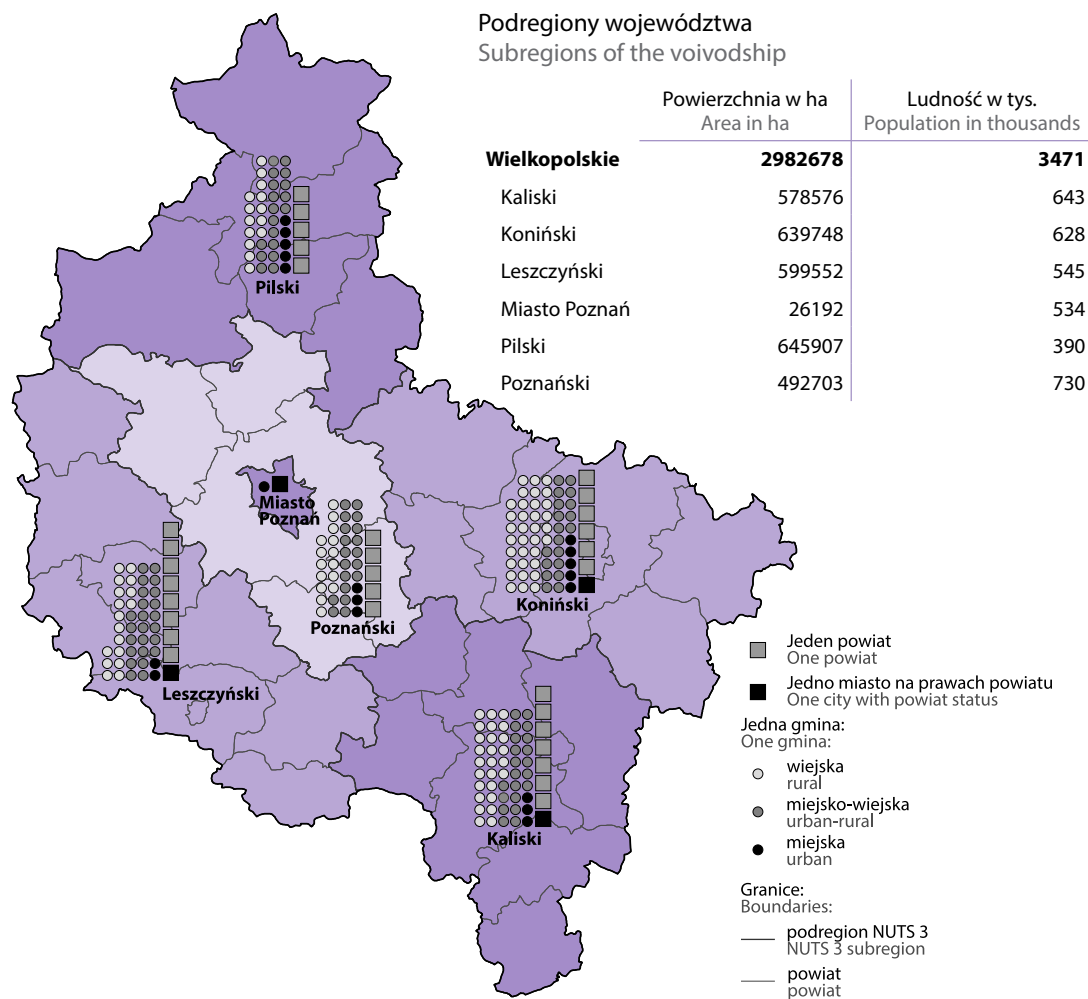 Podregiony województwa
Subregions of the voivodship
Powierzchnia w ha
Area in ha
Ludność w tys.
Population in thousands
Wielkopolskie 2982678 3471
Kaliski 578576 643
Koniński 639748 628
Leszczyński 599552 545
Miasto Poznań 26192 534
Pilski 645907 390
Poznański 492703 730
Pilski
Miasto
Poznań
Koniński
Poznański
Leszczyński
Kaliski
Jeden powiat
One powiat
Jedno miasto na prawach powiatu
One city with powiat status
Jedna gmina:
One gmina:
wiejska
rural
miejsko-wiejska
urban-rural
miejska
urban
Granice:
Boundaries:
podregion NUTS 3
NUTS 3 subregion
powiat
powiat